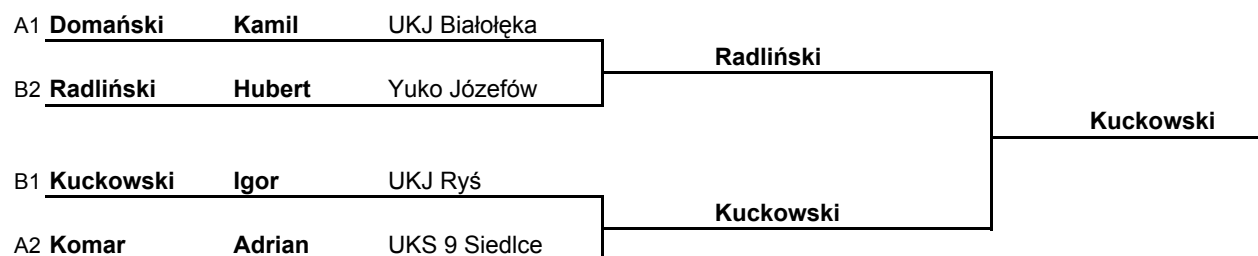 A1 Domański Kamil UKJ Białołęka
Radliński
B2 Radliński Hubert Yuko Józefów
Kuckowski
B1 Kuckowski Igor UKJ Ryś
Kuckowski
A2 Komar Adrian UKS 9 Siedlce